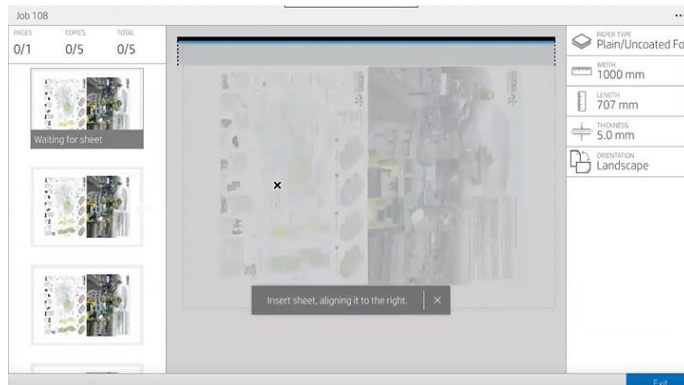 Job 108
PAGES
0/1
COPIES
0/5
TOTAL
0/5
Waiting for sheet
Insert sheet, aligning it to the right.
PAPER TYPE
Plain/Uncoated Fo
WIDTH
1000 mm
LENGTH
707 mm
THICKNESS
5.0 mm
ORIENTATION
Landscape
Exit